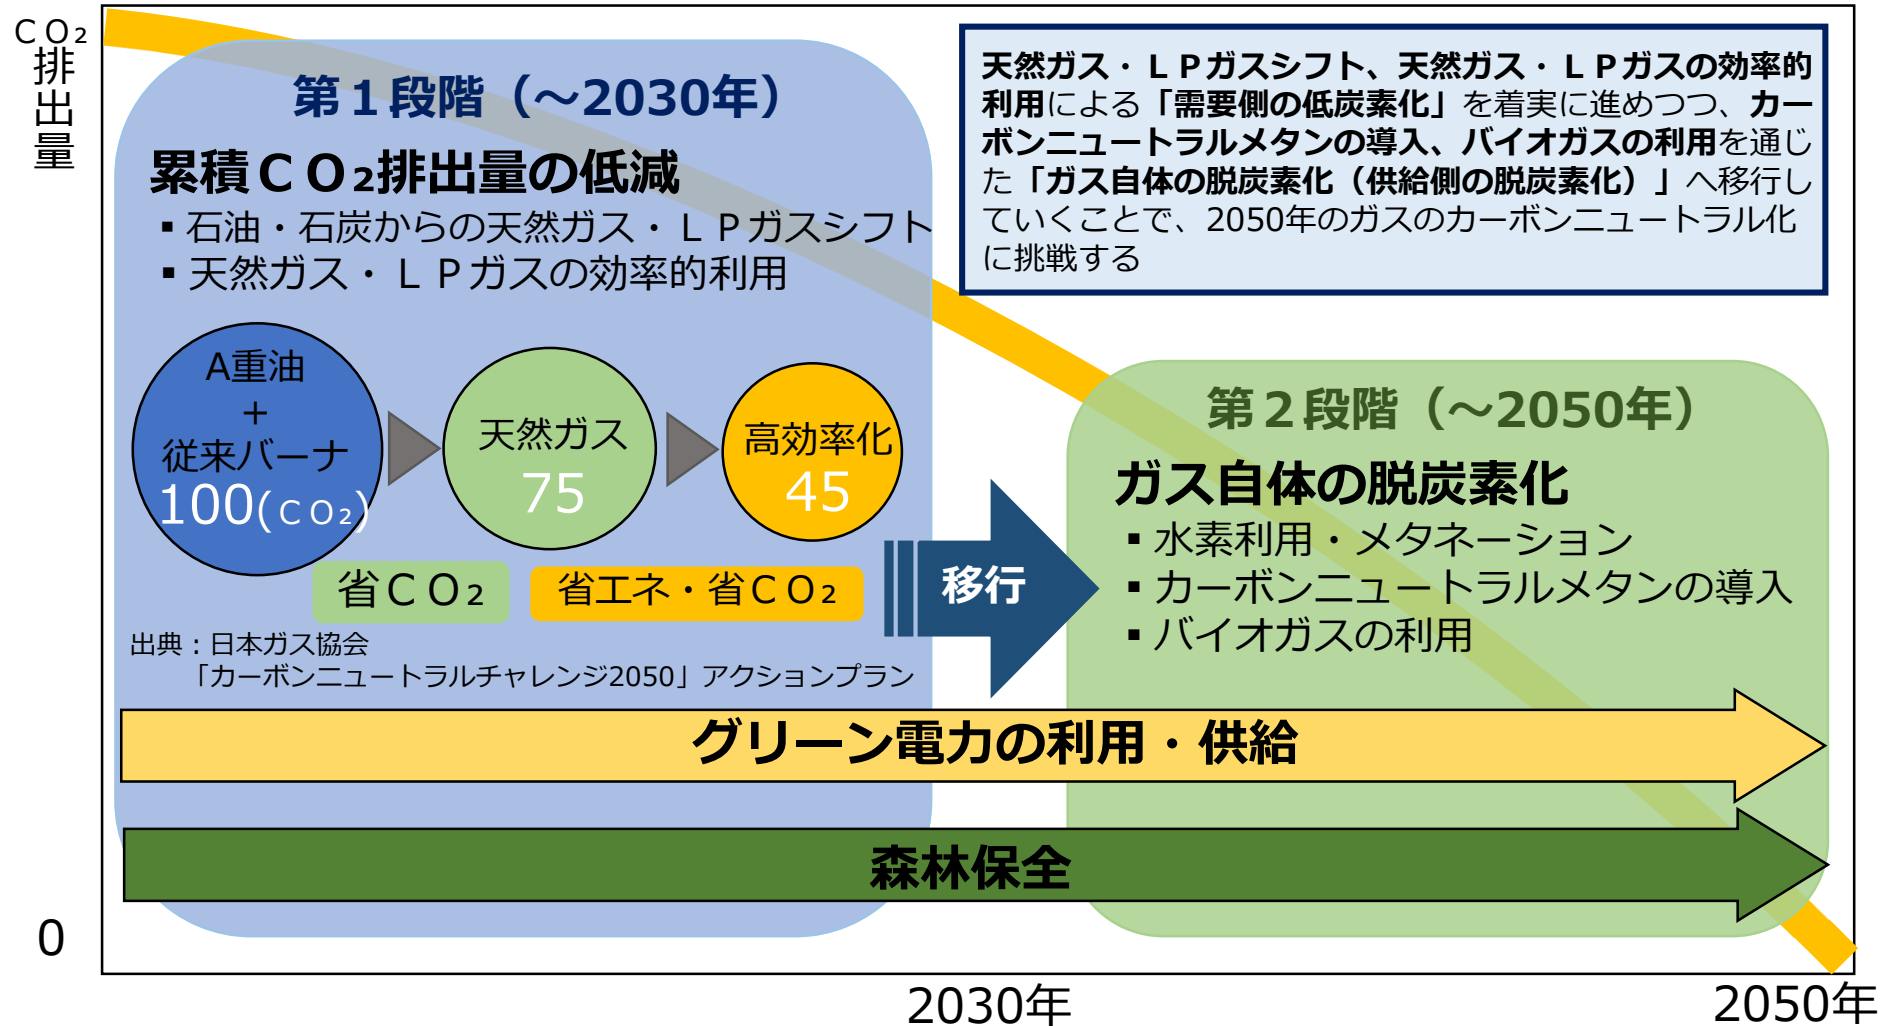 ＣＯ₂
排出量
第１段階（～2030年）
累積ＣＯ₂排出量の低減
▪ 石油・石炭からの天然ガス・ＬＰガスシフト
▪ 天然ガス・ＬＰガスの効率的利用
A重油
+
従来バーナ
100(ＣＯ₂)
天然ガス
75
高効率化
45
省ＣＯ₂
省エネ・省ＣＯ₂
出典：日本ガス協会
「カーボンニュートラルチャレンジ2050」アクションプラン
天然ガス・ＬＰガスシフト、天然ガス・ＬＰガスの効率的
利用による「需要側の低炭素化」を着実に進めつつ、カー
ボンニュートラルメタンの導入、バイオガスの利用を通じ
た「ガス自体の脱炭素化（供給側の脱炭素化）」へ移行し
ていくことで、2050年のガスのカーボンニュートラル化
に挑戦する
移行
第２段階（～2050年）
ガス自体の脱炭素化
▪ 水素利用・メタネーション
▪ カーボンニュートラルメタンの導入
▪ バイオガスの利用
グリーン電力の利用・供給
森林保全
0
2030年
2050年